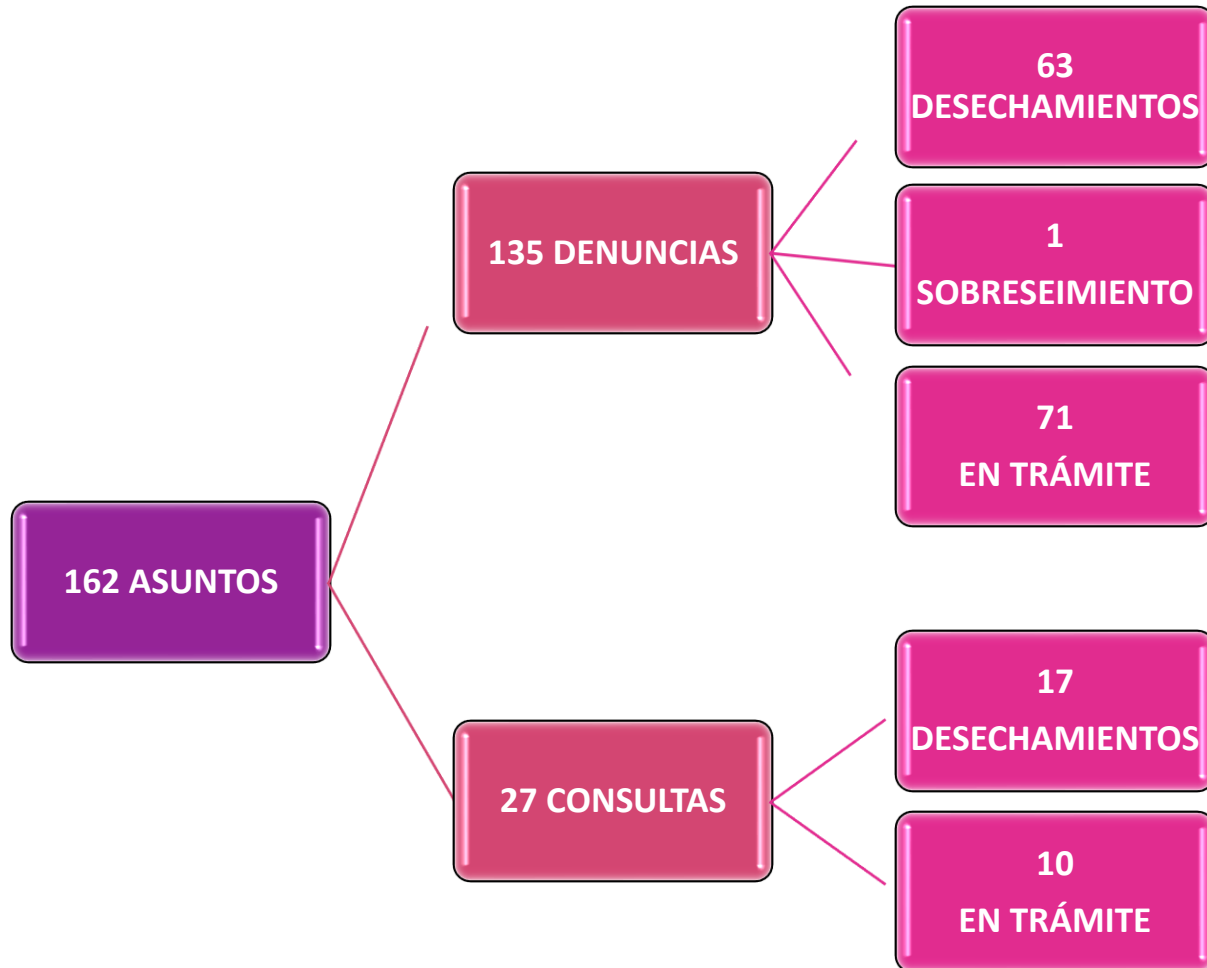 162 ASUNTOS
135 DENUNCIAS
63
DESECHAMIENTOS
1
SOBRESEIMIENTO
71
EN TRÁMITE
27 CONSULTAS
17
DESECHAMIENTOS
10
EN TRÁMITE